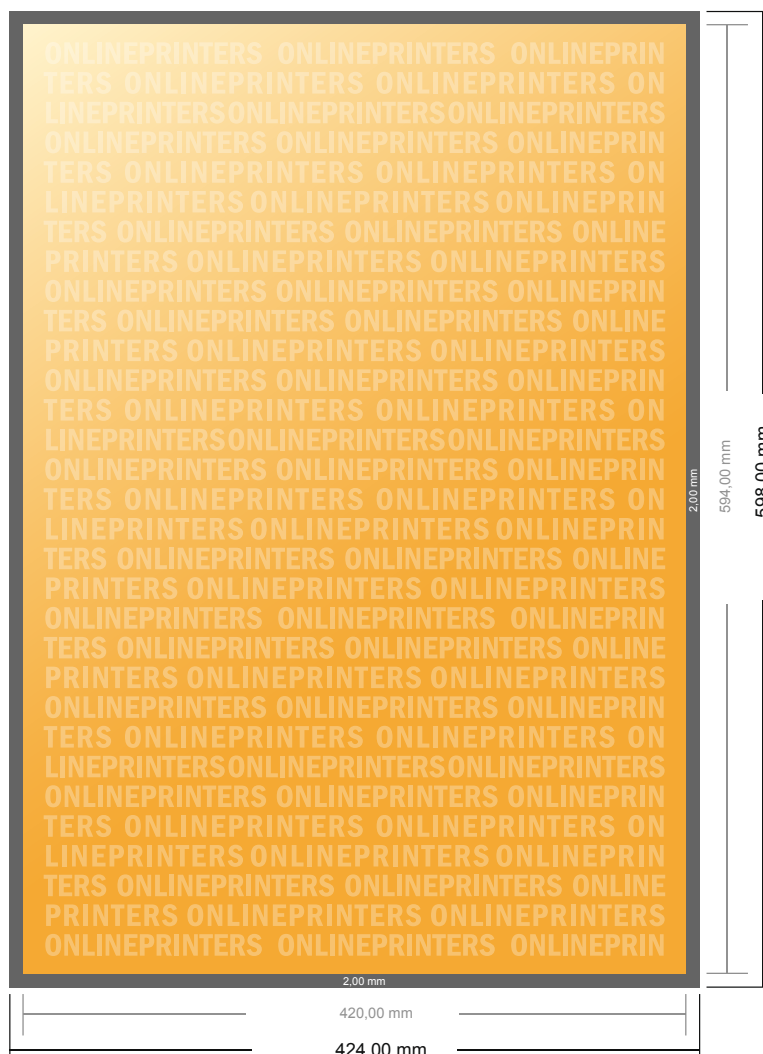 ONLINEPRINTERS ONLINEPRINTERS ONLINEPRIN
TERS ONLINEPRINTERS ONLINEPRINTERS ON
LINEPRINTERSONLINEPRINTERSONLINEPRINTERS
ONLINEPRINTERS ONLINEPRINTERS ONLINEPRIN
TERS ONLINEPRINTERS ONLINEPRINTERS ON
LINEPRINTERS ONLINEPRINTERS ONLINEPRIN
TERS ONLINEPRINTERS ONLINEPRINTERS ONLINE
PRINTERS ONLINEPRINTERS ONLINEPRINTERS
ONLINEPRINTERS ONLINEPRINTERS ONLINEPRIN
TERS ONLINEPRINTERS ONLINEPRINTERS ONLINE
PRINTERS ONLINEPRINTERS ONLINEPRINTERS
ONLINEPRINTERS ONLINEPRINTERS ONLINEPRIN
TERS ONLINEPRINTERS ONLINEPRINTERS ON
LINEPRINTERSONLINEPRINTERSONLINEPRINTERS
ONLINEPRINTERS ONLINEPRINTERS ONLINEPRIN
TERS ONLINEPRINTERS ONLINEPRINTERS ON
LINEPRINTERS ONLINEPRINTERS ONLINEPRIN
TERS ONLINEPRINTERS ONLINEPRINTERS ONLINE
PRINTERS ONLINEPRINTERS ONLINEPRINTERS
ONLINEPRINTERS ONLINEPRINTERS ONLINEPRIN
TERS ONLINEPRINTERS ONLINEPRINTERS ONLINE
PRINTERS ONLINEPRINTERS ONLINEPRINTERS
ONLINEPRINTERS ONLINEPRINTERS ONLINEPRIN
TERS ONLINEPRINTERS ONLINEPRINTERS ON
LINEPRINTERSONLINEPRINTERSONLINEPRINTERS
ONLINEPRINTERS ONLINEPRINTERS ONLINEPRIN
TERS ONLINEPRINTERS ONLINEPRINTERS ON
LINEPRINTERS ONLINEPRINTERS ONLINEPRIN
TERS ONLINEPRINTERS ONLINEPRINTERS ONLINE
PRINTERS ONLINEPRINTERS ONLINEPRINTERS
ONLINEPRINTERS ONLINEPRINTERS ONLINEPRIN
2,00 mm
594,00 mm
598,00 mm
2,00 mm
420,00 mm
424,00 mm